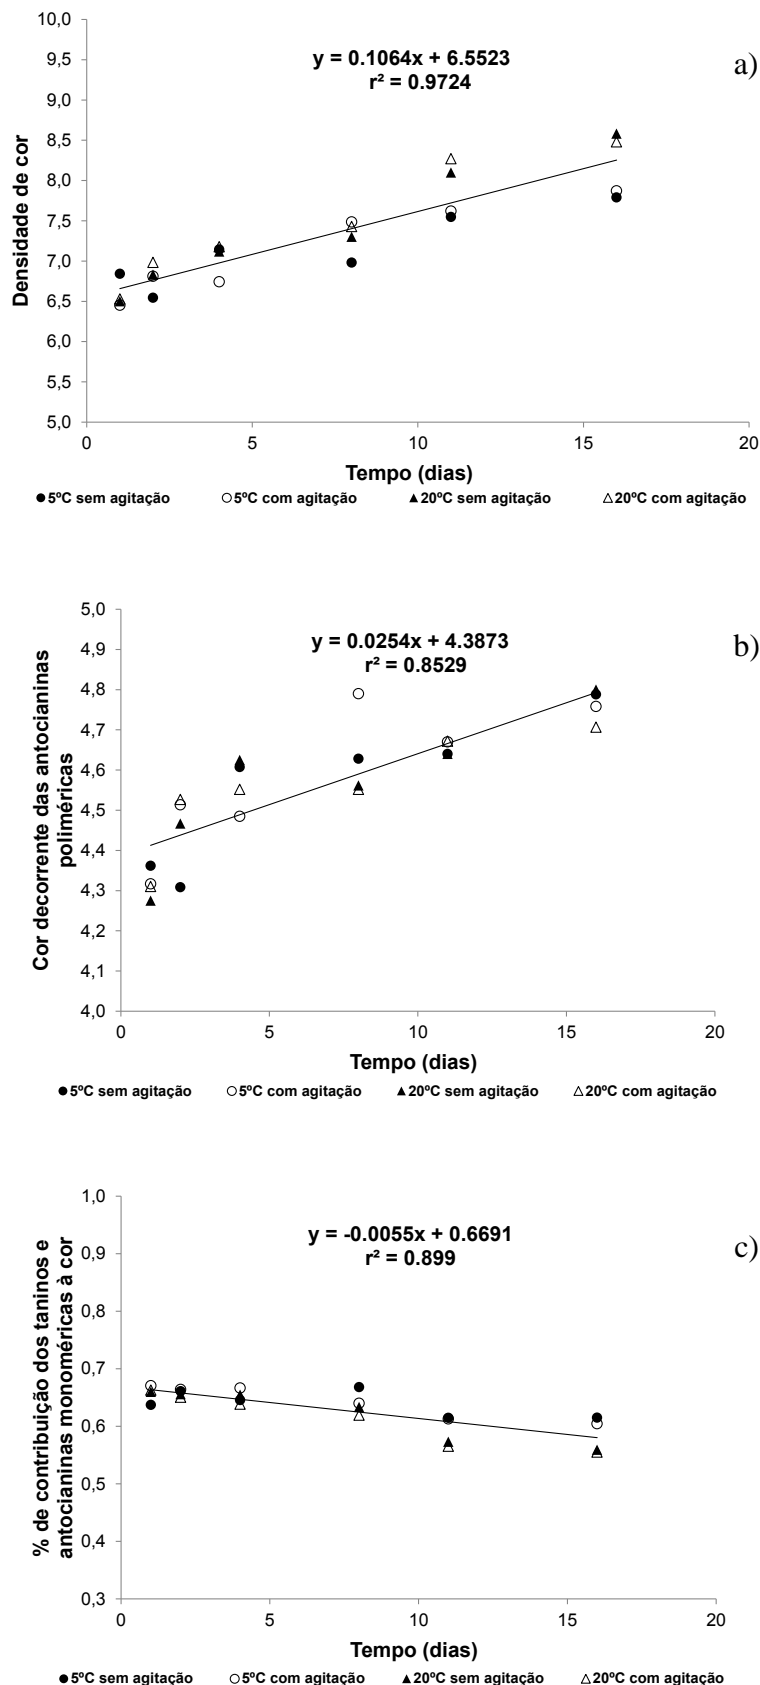 10,0
9,5
9,0
8,5
8,0
7,5
7,0
6,5
6,0
5,5
5,0
Densidade de cor
y = 0.1064x + 6.5523
r² = 0.9724
a)
0 5 10 15 20
Tempo (dias)
5ºC sem agitação 5ºC com agitação 20ºC sem agitação 20ºC com agitação
5,0
4,9
4,8
4,7
4,6
4,5
4,4
4,3
4,2
4,1
4,0
Cor decorrente das antocianinas
poliméricas
y = 0.0254x + 4.3873
r² = 0.8529
b)
0 5 10 15 20
Tempo (dias)
5ºC sem agitação 5ºC com agitação 20ºC sem agitação 20ºC com agitação
1,0
0,9
0,8
0,7
0,6
0,5
0,4
0,3
% de contribuição dos taninos e
antocianinas monoméricas à cor
y = -0.0055x + 0.6691
r² = 0.899
c)
0 5 10 15 20
Tempo (dias)
5ºC sem agitação 5ºC com agitação 20ºC sem agitação 20ºC com agitação